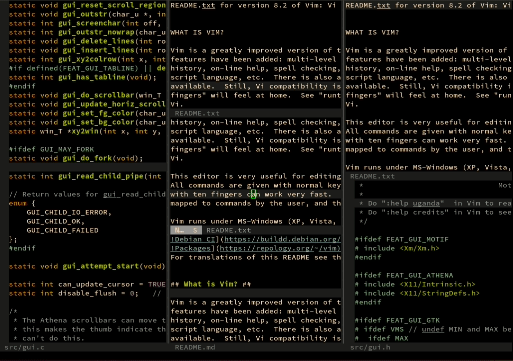 static void gui_reset_scroll_region
static void gui_outstr(char_u *, in
static int gui_screenchar(int off,
static int gui_outstr_nowrap(char_u
static void gui_delete_lines(int ro
static void gui_insert_lines(int ro
static int gui_xy2colrow(int x, int
#if defined(FEAT_GUI_TABLINE) || de
static int gui_has_tabline(void);
#endif
static void gui_do_scrollbar(win_T
static void gui_update_horiz_scroll
static void gui_set_fg_color(char_u
static void gui_set_bg_color(char_u
static win_T *xy2win(int x, int y,
#ifdef GUI_MAY_FORK
static void gui_do_fork(void);
static int gui_read_child_pipe(int
// Return values for gui_read_child
enum {
GUI_CHILD_IO_ERROR,
GUI_CHILD_OK,
GUI_CHILD_FAILED
};
#endif
static void gui_attempt_start(void)
static int can_update_cursor = TRUE
static int disable_flush = 0; //
/*
* The Athena scrollbars can move t
* this makes the thumb indicate th
* can't do this.
src/gui.c
README.txt for version 8.2 of Vim: Vi
WHAT IS VIM?
Vim is a greatly improved version of t
features have been added: multi-level
history, on-line help, spell checking
script language, etc. There is also a
available. Still, Vi compatibility is
fingers" will feel at home. See "runt
Vi.
README.txt
history, on-line help, spell checking,
script language, etc. There is also a
available. Still, Vi compatibility is
fingers" will feel at home. See "runt
Vi.
This editor is very useful for editing
All commands are given with normal key
with ten fingers can work very fast.
mapped to commands by the user, and th
Vim runs under MS-Windows (XP, Vista,
README.txt
![Debian CI](https://buildd.debian.org/
![Packages](https://repology.org/
For translations of this README see th
## What is Vim? ##
Vim is a greatly improved version of t
features have been added: multi-level
history, on-line help, spell checking,
script language, etc. There is also a
available. Still, Vi compatibility is
README.md
README.txt for version 8.2 of Vim: Vi
WHAT IS VIM?
Vim is a greatly improved version of
features have been added: multi-level
history, on-line help, spell checking
script language, etc. There is also
available. Still, Vi compatibility i
fingers" will feel at home. See "run
Vi.
This editor is very useful for editin
All commands are given with normal ke
with ten fingers can work very fast.
mapped to commands by the user, and t
Vim runs under MS-Windows (XP, Vista,
README.txt
* Not
*
* Do ":help uganda" in Vim to rea
* Do ":help credits" in Vim to see
*/
#ifdef FEAT_GUI_MOTIF
# include <Xm/Xm.h>
#endif
#ifdef FEAT_GUI_ATHENA
# include <X11/Intrinsic.h>
# include <X11/StringDefs.h>
#endif
#ifdef FEAT_GUI_GTK
# ifdef VMS // undef MIN and MAX be
# ifdef MAX
src/gui.h